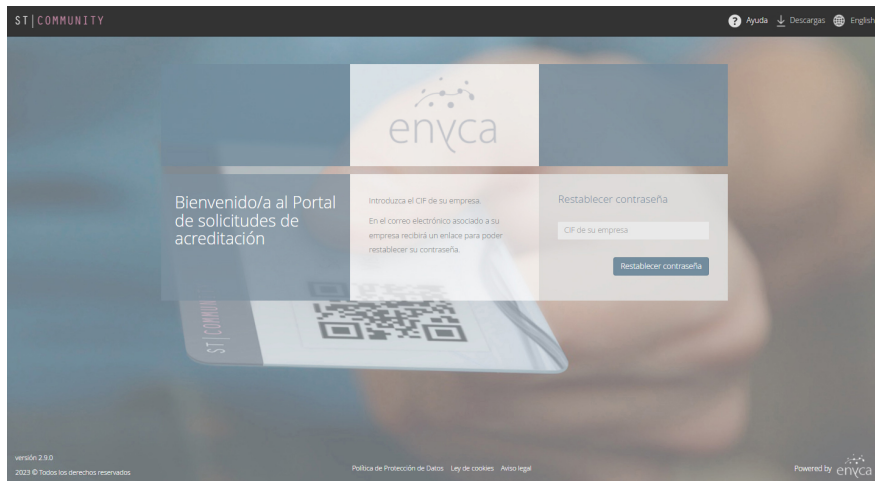 ST|COMMUNITY
Ayuda
Descargas
English
enyca
Bienvenido/a al Portal
de solicitudes de
acreditación
Introduzca el CIF de su empresa.
En el correo electrónico asociado a su
empresa recibirá un enlace para poder
restablecer su contraseña.
Restablecer contraseña
CIF de su empresa
Restablecer contraseña
ST|COMMUN
versión 2.9.0
2023 © Todos los derechos reservados
Política de Protección de Datos Ley de cookies Aviso legal
Powered by enyca